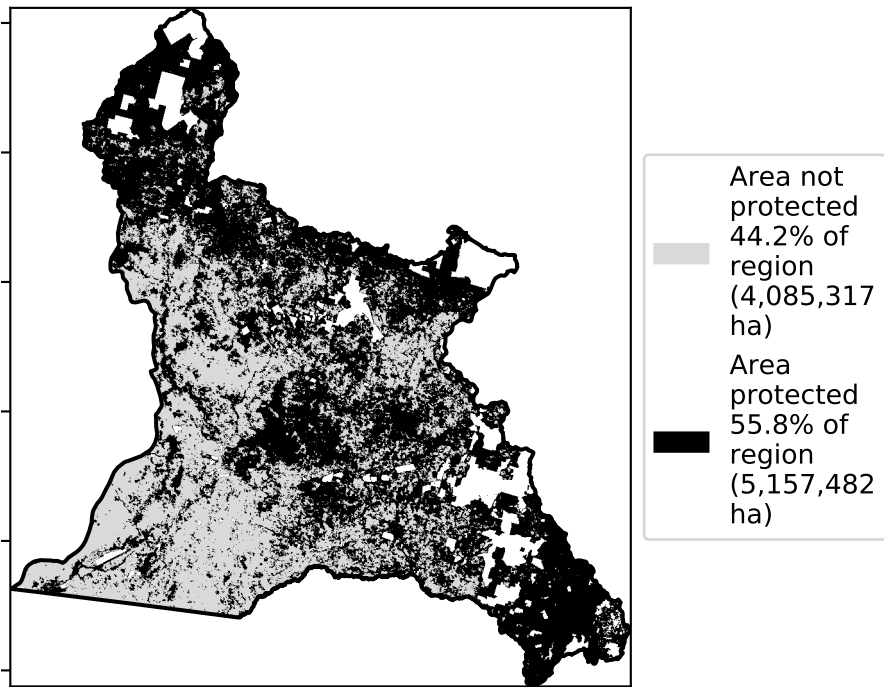 Area not
protected
44.2% of
region
(4,085,317
ha)
Area
protected
55.8% of
region
(5,157,482
ha)